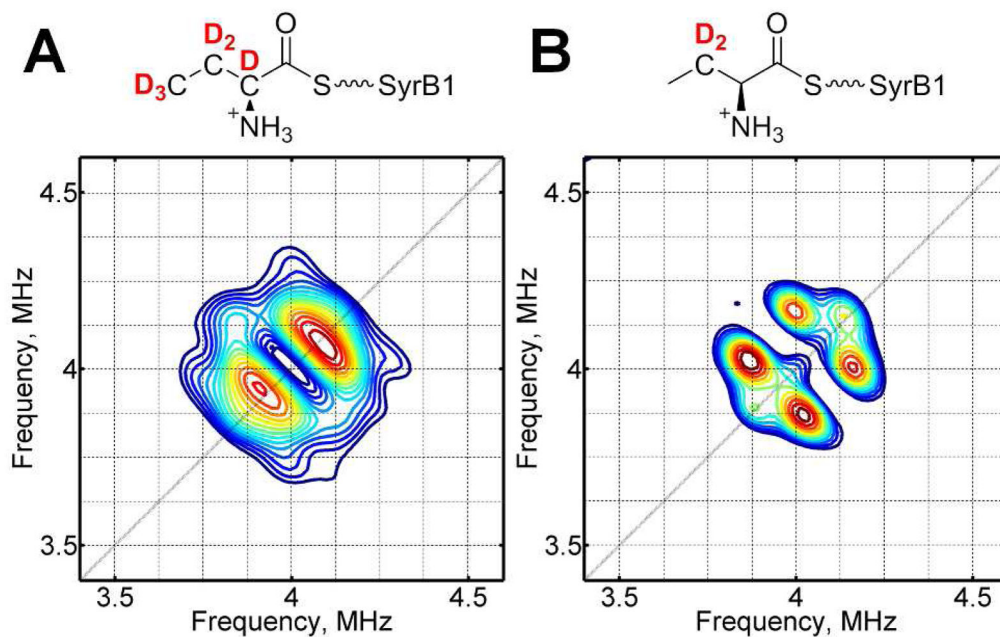 A
D₂
O
D
D₃
C
C
C
S
SyrB1
⁺NH₃
4.5
4
3.5
Frequency, MHz
3.5
4
4.5
Frequency, MHz
B
D₂
O
C
S
SyrB1
⁺NH₃
4.5
4
3.5
Frequency, MHz
3.5
4
4.5
Frequency, MHz